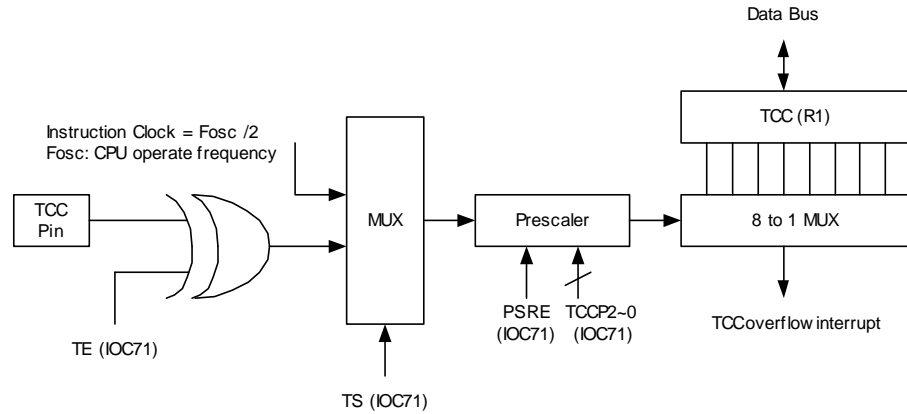 Data Bus
TCC (R1)
Instruction Clock = Fosc /2
Fosc: CPU operate frequency
TCC
Pin
MUX
Prescaler
8 to 1 MUX
PSRE
(IOC71)
TCCP2~0
(IOC71)
TCCoverflow interrupt
TE (IOC71)
TS (IOC71)